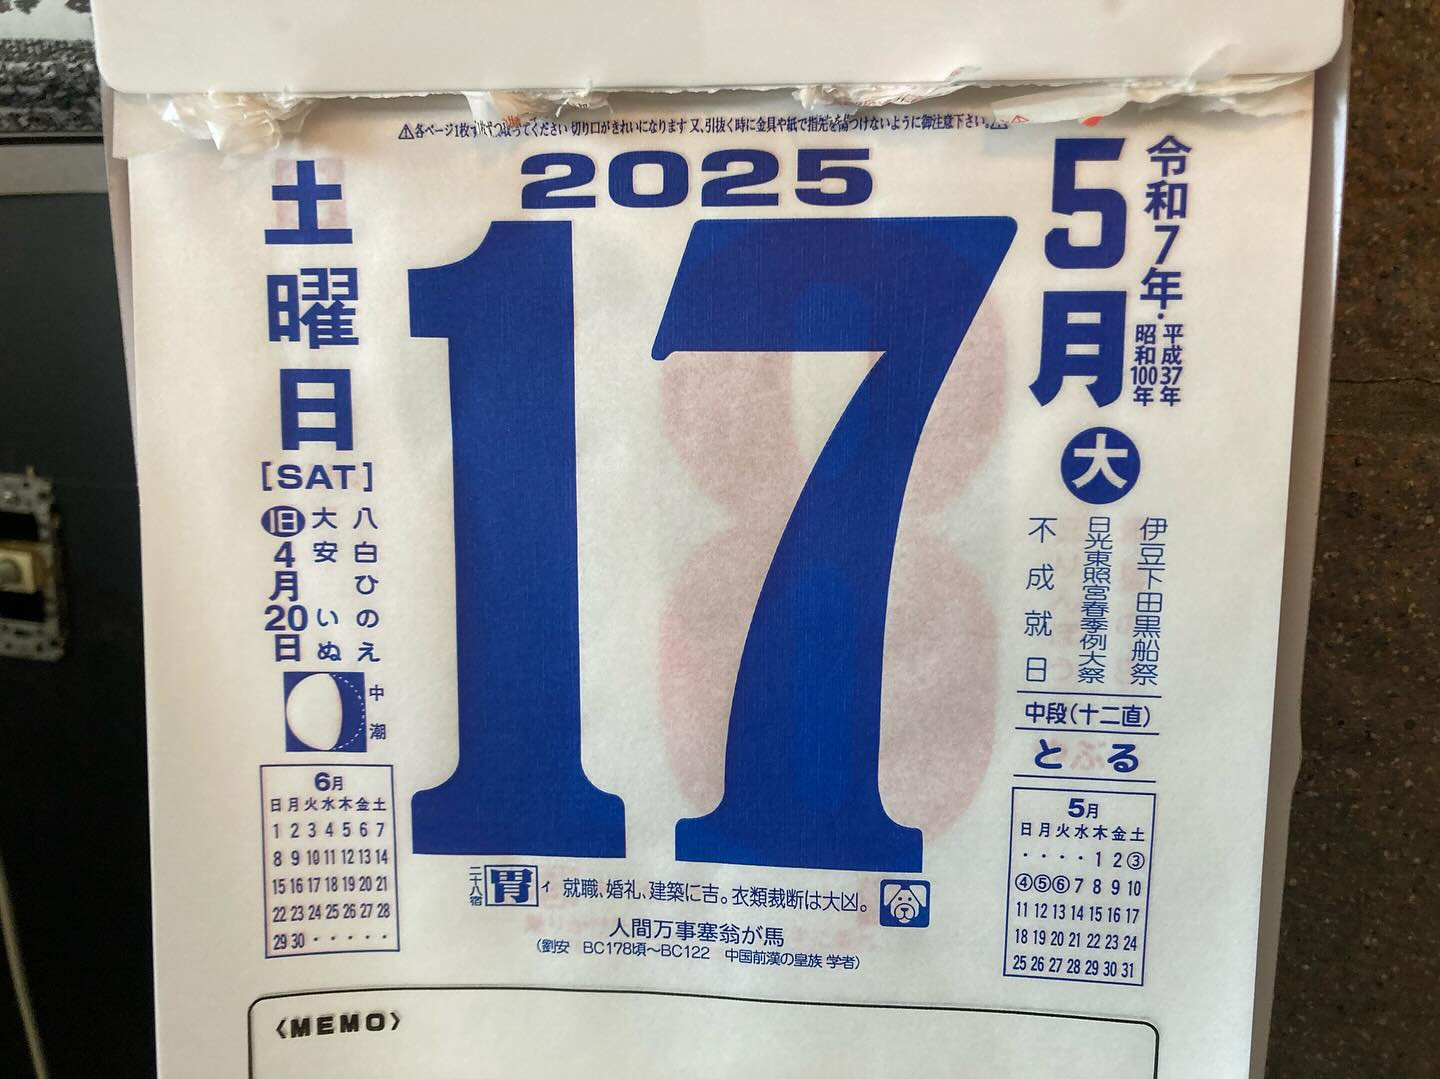 ⚠各ページ1枚ずつ切り取ってください 切り口がきれいになります 又、引抜く時に金具や紙で指先を傷つけないように御注意下さい。⚠
2025
17
5月
令和7年・平成37年
昭和100年
大
伊豆下田黒船祭
日光東照宮春季例大祭
不成就日
中段(十二直)
とる
土曜日
[SAT]
八白ひのえ
大安いぬ
旧4月20日
中潮
6月
日月火水木金土
1 2 3 4 5 6 7
8 9 10 11 12 13 14
15 16 17 18 19 20 21
22 23 24 25 26 27 28
29 30 ・・・・・
5月
日月火水木金土
・・・・1 2 ③
④⑤⑥ 7 8 9 10
11 12 13 14 15 16 17
18 19 20 21 22 23 24
25 26 27 28 29 30 31
二十八宿 胃 イ 就職、婚礼、建築に吉。衣類裁断は大凶。
人間万事塞翁が馬
(劉安 BC178頃〜BC122 中国前漢の皇族 学者)
〈MEMO〉